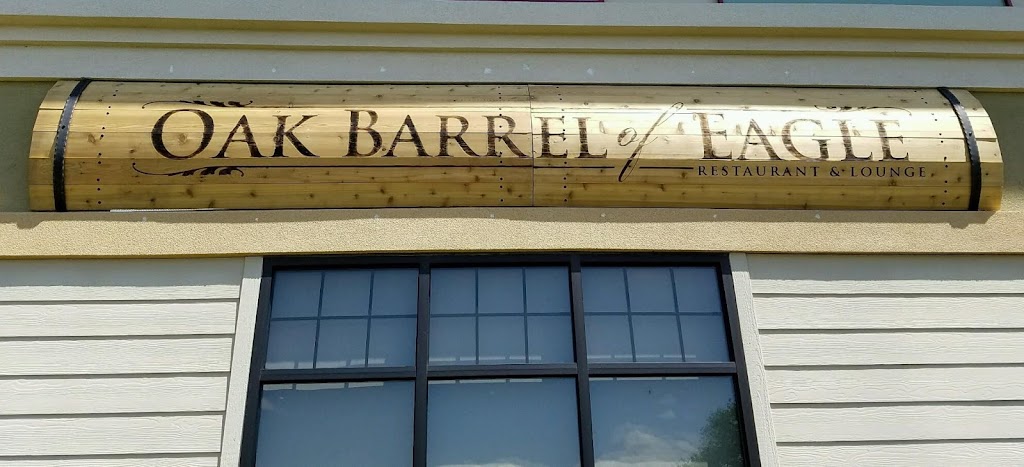 OAK BARREL of EAGLE
RESTAURANT & LOUNGE